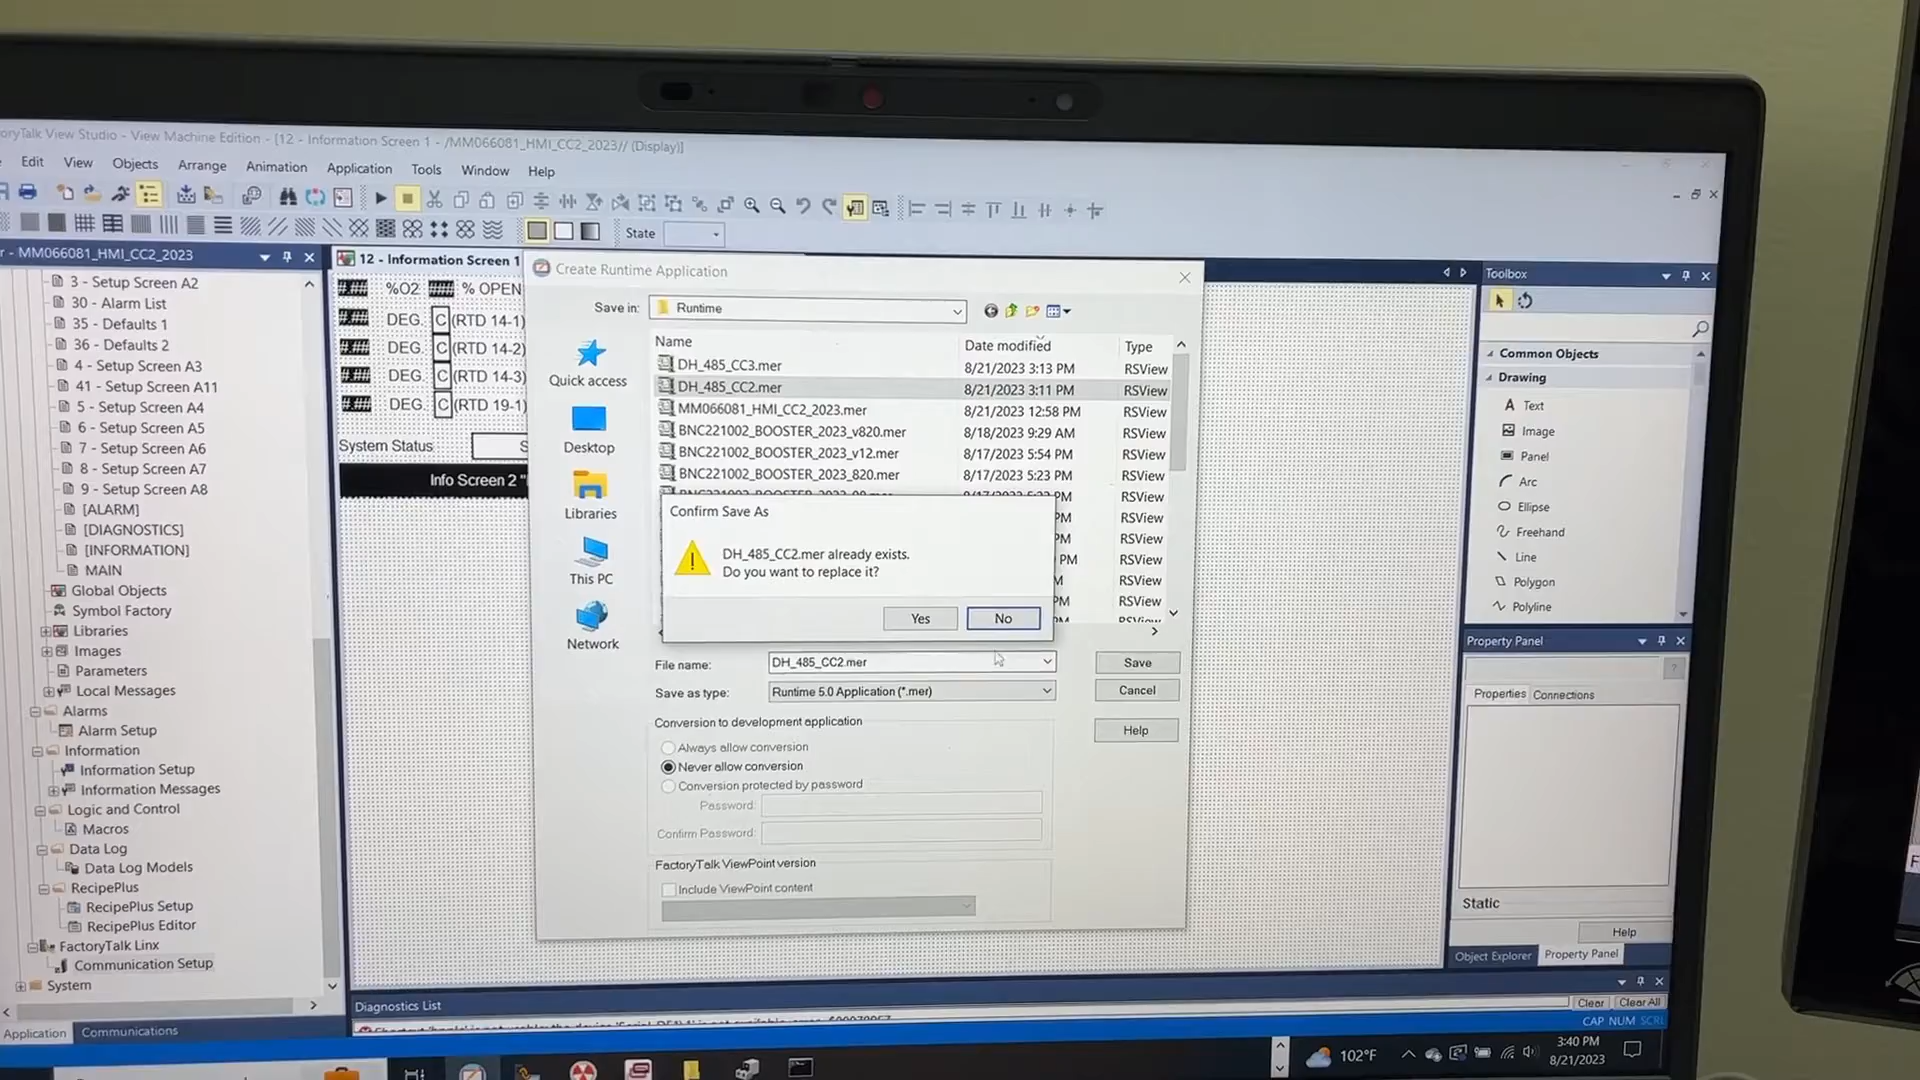 oryTalk View Studio - View Machine Edition - [12 - Information Screen 1 - /MM066081_HMI_CC2_2023// (Display)]
Edit View Objects Arrange Animation Application Tools Window Help
State
r - MM066081_HMI_CC2_2023
3 - Setup Screen A2
30 - Alarm List
35 - Defaults 1
36 - Defaults 2
4 - Setup Screen A3
41 - Setup Screen A11
5 - Setup Screen A4
6 - Setup Screen A5
7 - Setup Screen A6
8 - Setup Screen A7
9 - Setup Screen A8
[ALARM]
[DIAGNOSTICS]
[INFORMATION]
MAIN
Global Objects
Symbol Factory
Libraries
Images
Parameters
Local Messages
Alarms
Alarm Setup
Information
Information Setup
Information Messages
Logic and Control
Macros
Data Log
Data Log Models
RecipePlus
RecipePlus Setup
RecipePlus Editor
FactoryTalk Linx
Communication Setup
System
Application Communications
12 - Information Screen 1
%O2 % OPEN
DEG. C (RTD 14-1)
DEG. C (RTD 14-2)
DEG. C (RTD 14-3)
DEG. C (RTD 19-1)
System Status S
Info Screen 2 "
Create Runtime Application
Save in: Runtime
Quick access
Desktop
Libraries
This PC
Network
Name Date modified Type
DH_485_CC3.mer 8/21/2023 3:13 PM RSView
DH_485_CC2.mer 8/21/2023 3:11 PM RSView
MM066081_HMI_CC2_2023.mer 8/21/2023 12:58 PM RSView
BNC221002_BOOSTER_2023_v820.mer 8/18/2023 9:29 AM RSView
BNC221002_BOOSTER_2023_v12.mer 8/17/2023 5:54 PM RSView
BNC221002_BOOSTER_2023_820.mer 8/17/2023 5:23 PM RSView
PM RSView
PM RSView
PM RSView
PM RSView
M RSView
PM RSView
Confirm Save As
DH_485_CC2.mer already exists.
Do you want to replace it?
Yes No
File name: DH_485_CC2.mer Save
Save as type: Runtime 5.0 Application (*.mer) Cancel
Conversion to development application
Help
Always allow conversion
Never allow conversion
Conversion protected by password
Password:
Confirm Password:
FactoryTalk ViewPoint version
Include ViewPoint content
Toolbox
Common Objects
Drawing
Text
Image
Panel
Arc
Ellipse
Freehand
Line
Polygon
Polyline
Property Panel
Properties Connections
Static
Help
Object Explorer Property Panel
Diagnostics List
Clear Clear All
CAP NUM SCRL
102°F
3:40 PM
8/21/2023